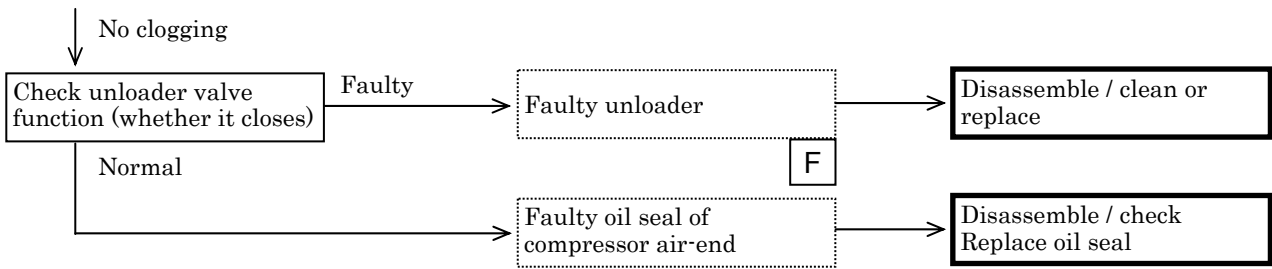 No clogging
Check unloader valve
function (whether it closes)
Faulty
Faulty unloader
Disassemble / clean or
replace
F
Normal
Faulty oil seal of
compressor air-end
Disassemble / check
Replace oil seal